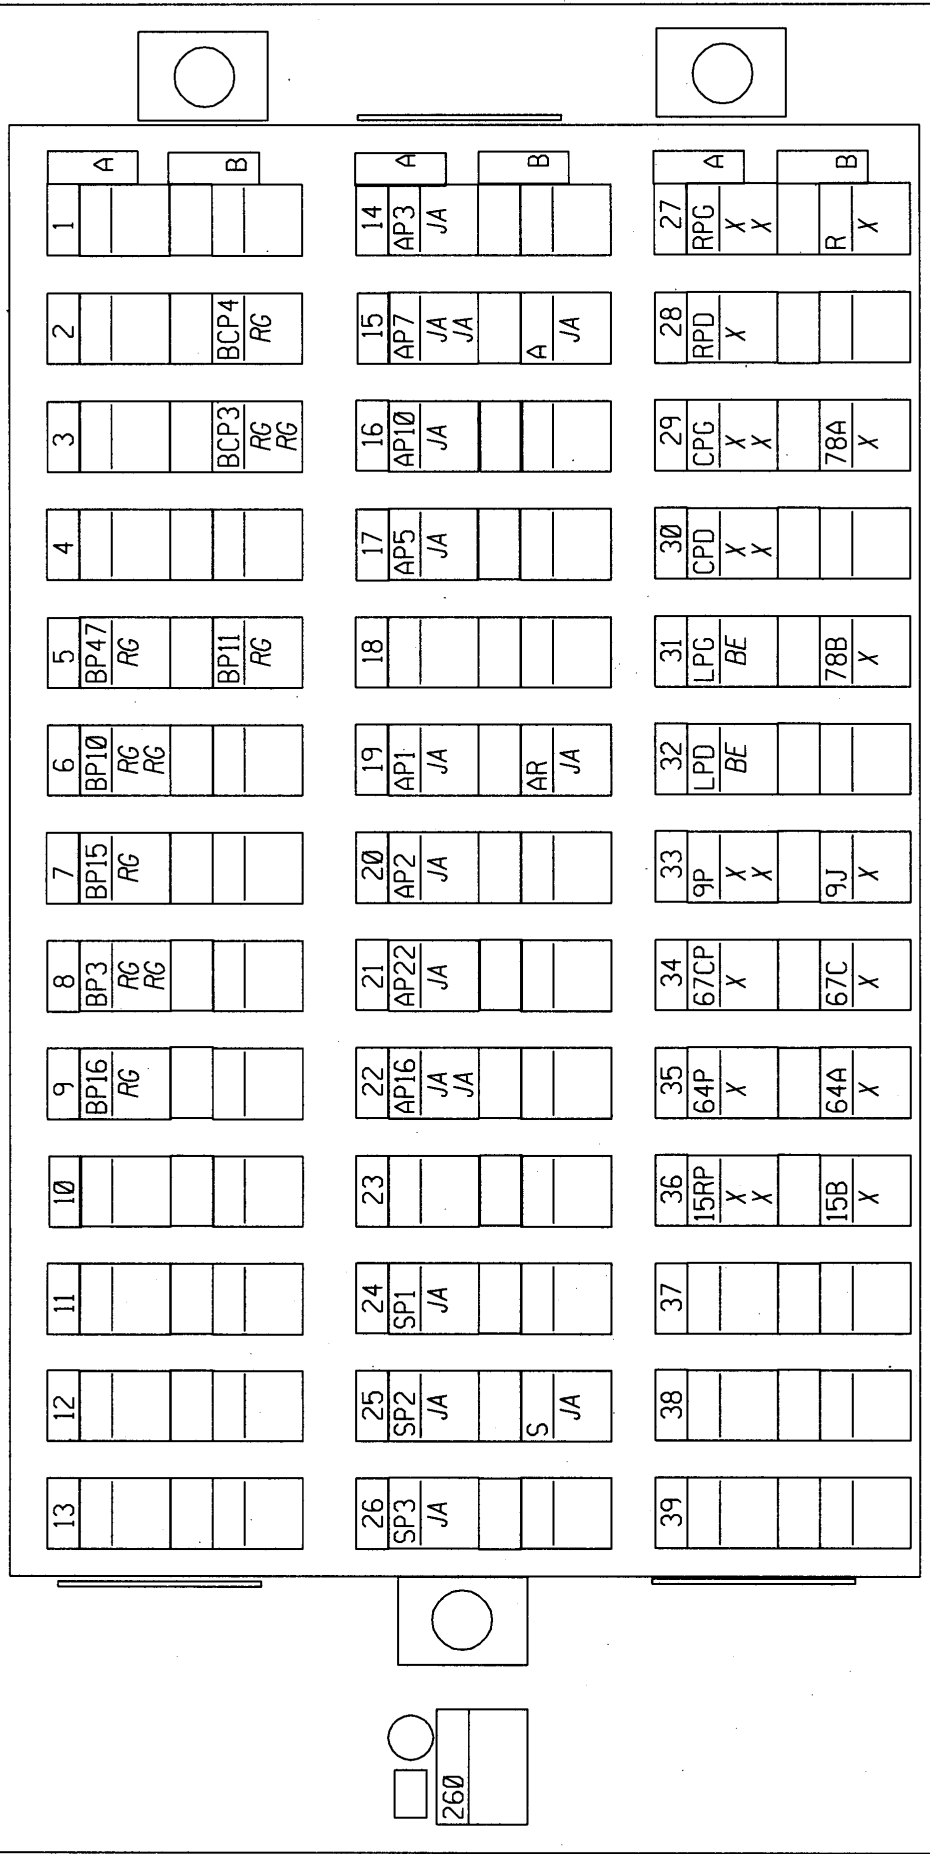 A
B
1
2
BCP4
RG
3
BCP3
RG
RG
4
5
BP47
RG
BP11
RG
6
BP10
RG
RG
7
BP15
RG
8
BP3
RG
RG
9
BP16
RG
10
11
12
13
A
B
14
AP3
JA
15
AP7
JA
JA
A
JA
16
AP10
JA
17
AP5
JA
18
19
AP1
JA
AR
JA
20
AP2
JA
21
AP22
JA
22
AP16
JA
JA
23
24
SP1
JA
25
SP2
JA
S
JA
26
SP3
JA
A
B
27
RPG
X
X
R
X
28
RPD
X
29
CPG
X
X
78A
X
30
CPD
X
X
31
LPG
BE
78B
X
32
LPD
BE
33
9P
X
X
9J
X
34
67CP
X
67C
X
35
64P
X
64A
X
36
15RP
X
X
15B
X
37
38
39
260